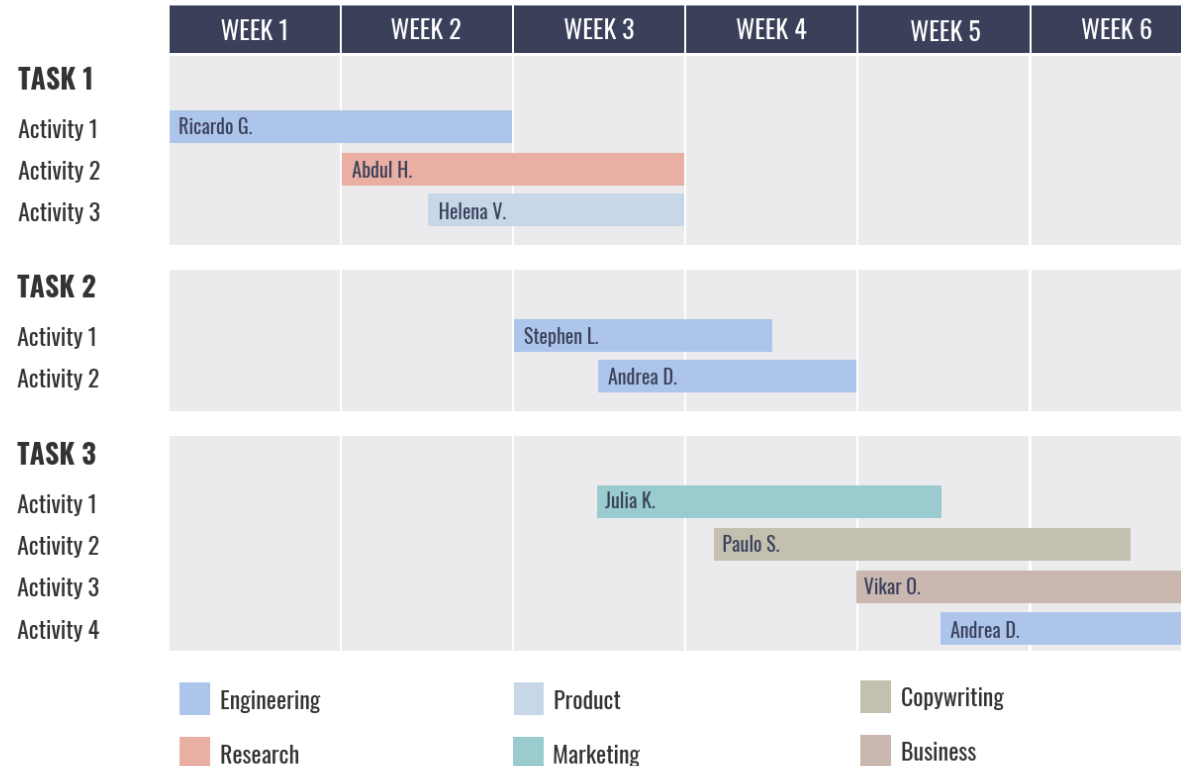 WEEK 1 WEEK 2 WEEK 3 WEEK 4 WEEK 5 WEEK 6
TASK 1
Activity 1 Ricardo G.
Activity 2 Abdul H.
Activity 3 Helena V.
TASK 2
Activity 1 Stephen L.
Activity 2 Andrea D.
TASK 3
Activity 1 Julia K.
Activity 2 Paulo S.
Activity 3 Vikar O.
Activity 4 Andrea D.
Engineering Product Copywriting
Research Marketing Business